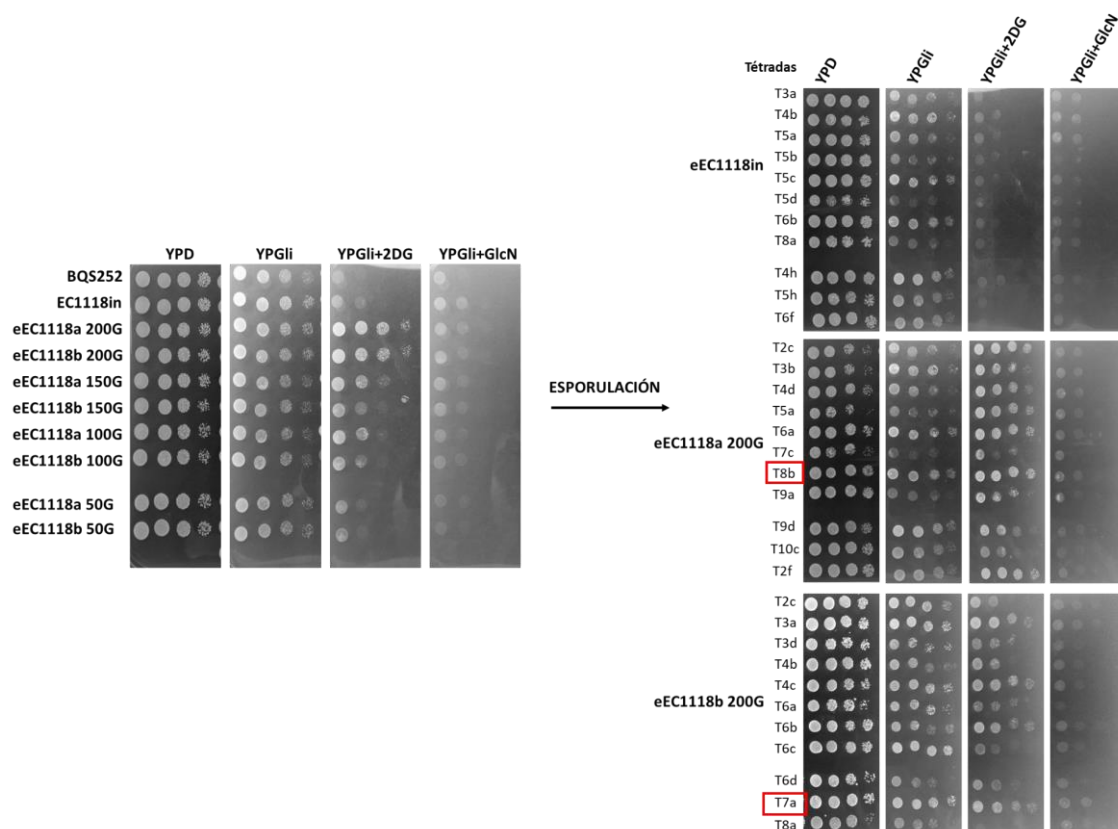 YPD YPGli YPGli+2DG YPGli+GlcN
BQS252
EC1118in
eEC1118a 200G
eEC1118b 200G
eEC1118a 150G
eEC1118b 150G
eEC1118a 100G
eEC1118b 100G
eEC1118a 50G
eEC1118b 50G
ESPORULACIÓN
Tétradas YPD YPGli YPGli+2DG YPGli+GlcN
eEC1118in
T3a
T4b
T5a
T5b
T5c
T5d
T6b
T8a
T4h
T5h
T6f
eEC1118a 200G
T2c
T3b
T4d
T5a
T6a
T7c
T8b
T9a
T9d
T10c
T2f
eEC1118b 200G
T2c
T3a
T3d
T4b
T4c
T6a
T6b
T6c
T6d
T7a
T8a